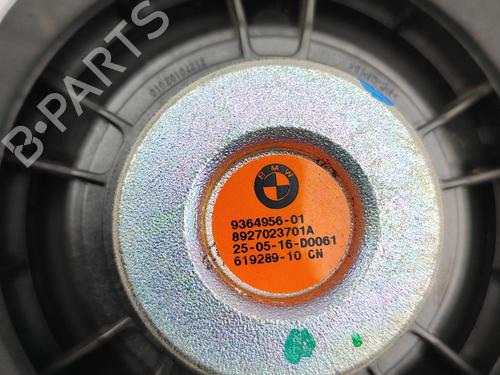 B-PARTS
BMW
9364956-01
8927023701A
25-05-16-D0061
619289-10 CN